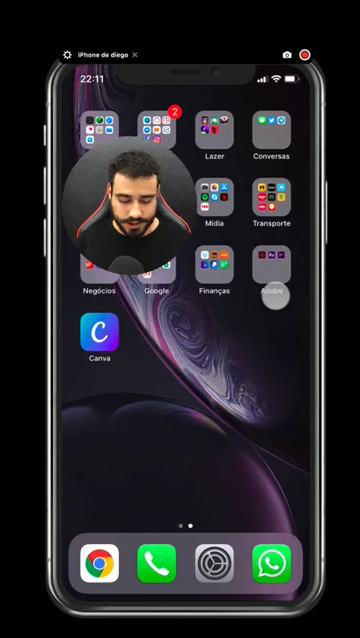 iPhone de diego
22:11
2
Lazer
Conversas
Mídia
Transporte
Negócios
Google
Finanças
Adobe
Canva